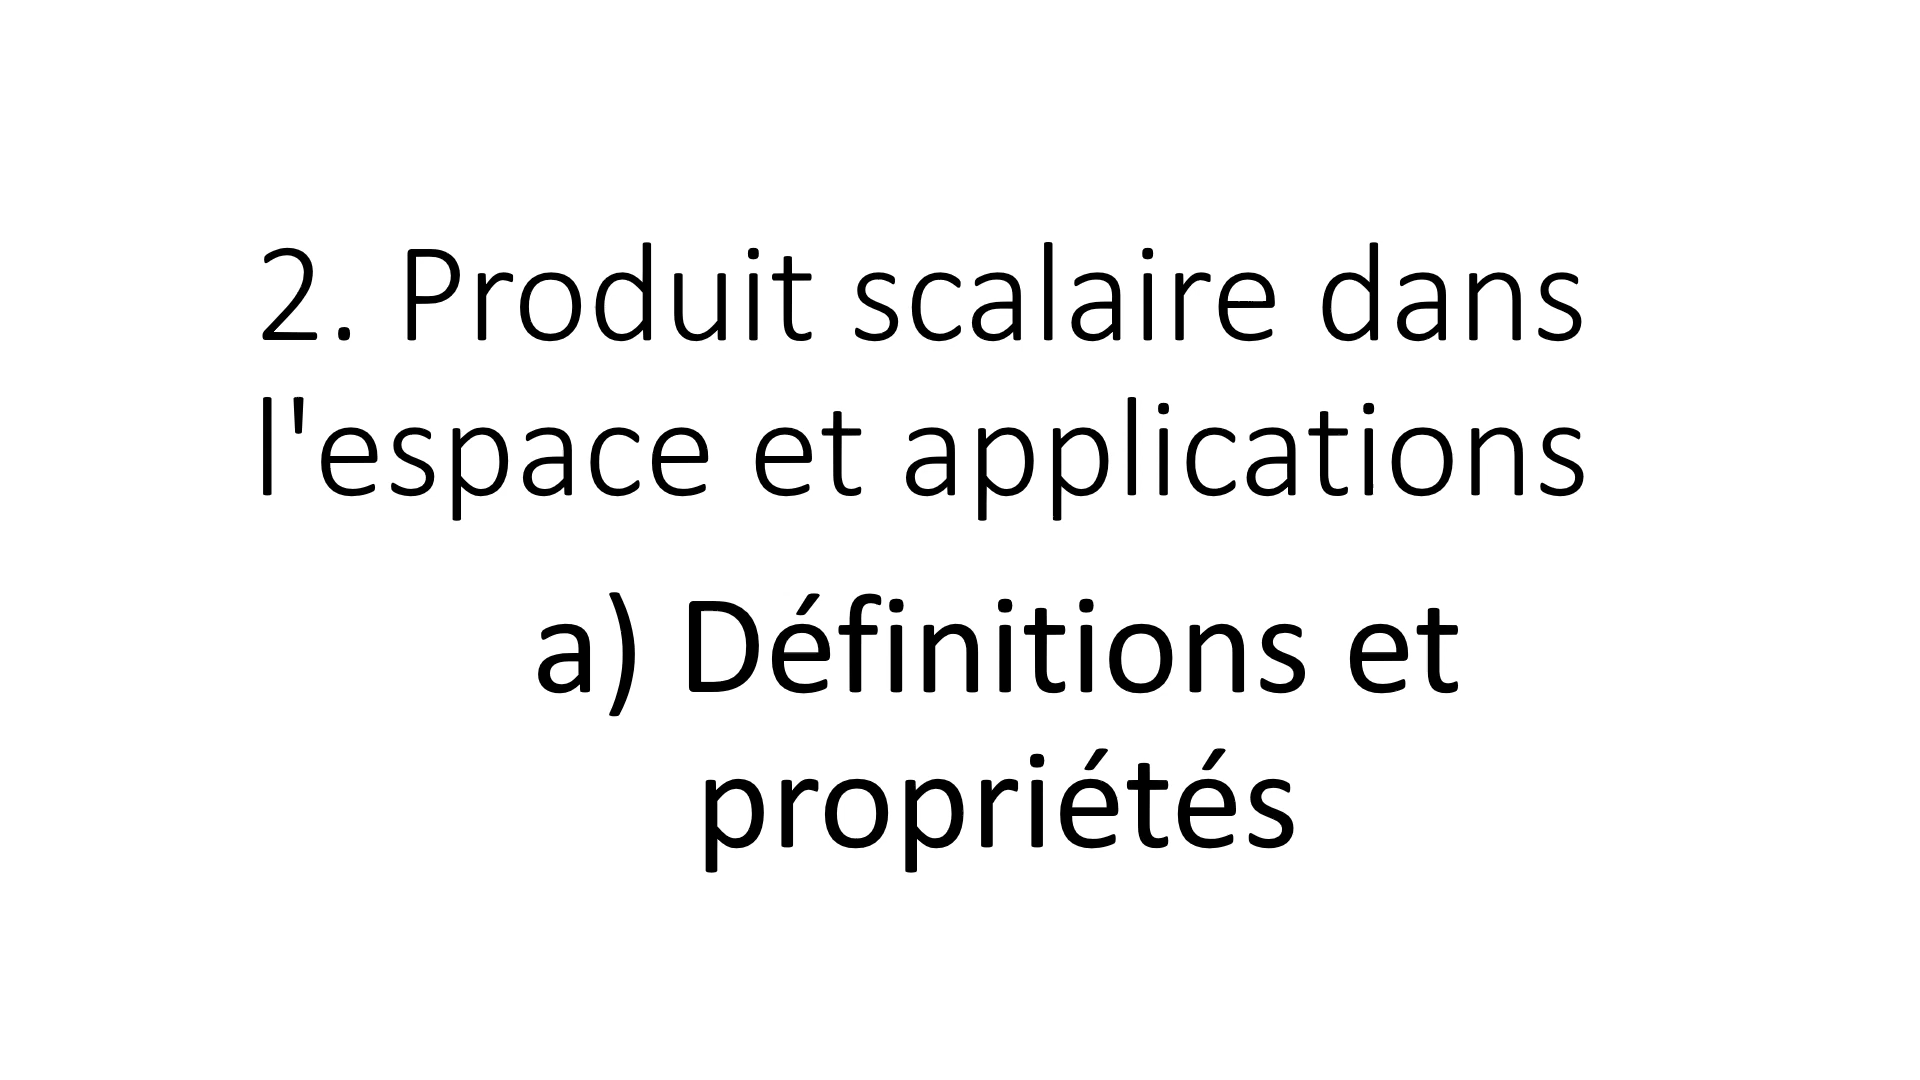 2. Produit scalaire dans
l'espace et applications
a) Définitions et
propriétés